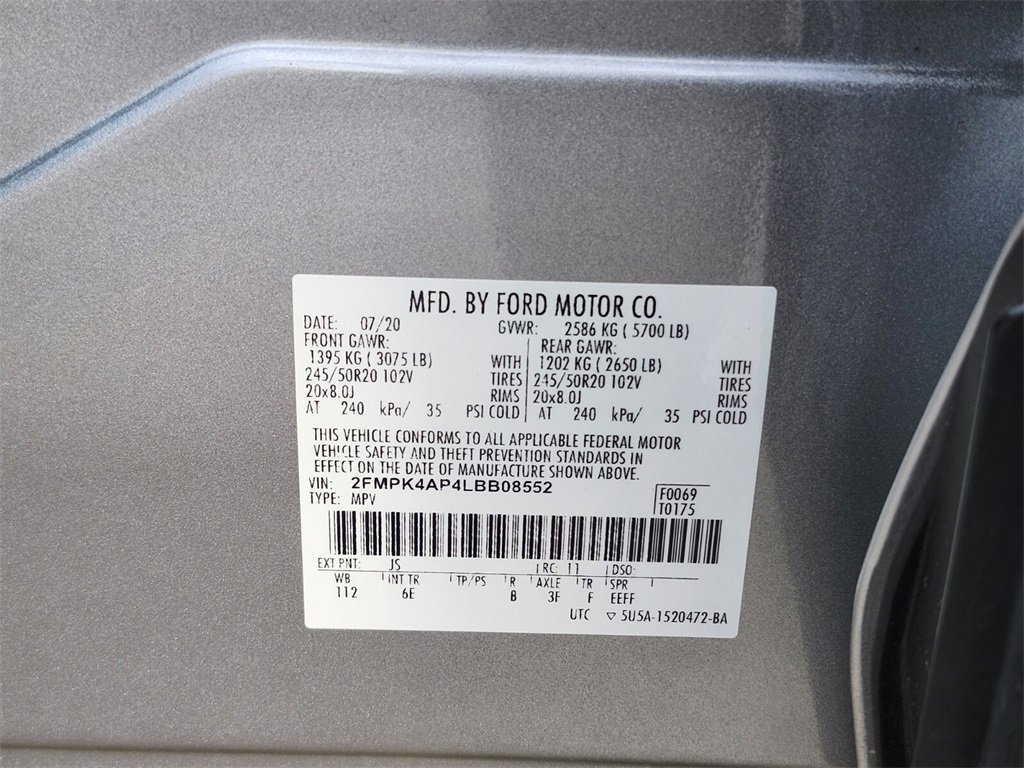 MFD. BY FORD MOTOR CO.
DATE: 07/20 GVWR: 2586 KG ( 5700 LB)
FRONT GAWR: REAR GAWR:
1395 KG ( 3075 LB) WITH 1202 KG ( 2650 LB) WITH
245/50R20 102V TIRES 245/50R20 102V TIRES
20x8.0J RIMS 20x8.0J RIMS
AT 240 kPa/ 35 PSI COLD AT 240 kPa/ 35 PSI COLD
THIS VEHICLE CONFORMS TO ALL APPLICABLE FEDERAL MOTOR
VEHICLE SAFETY AND THEFT PREVENTION STANDARDS IN
EFFECT ON THE DATE OF MANUFACTURE SHOWN ABOVE.
VIN: 2FMPK4AP4LBB08552 F0069
TYPE: MPV T0175
EXT PNT: JS RC: 11 DSO:
WB INT TR TP/PS R AXLE TR SPR
112 6E B 3F F EEFF
UTC ▽ 5U5A-1520472-BA